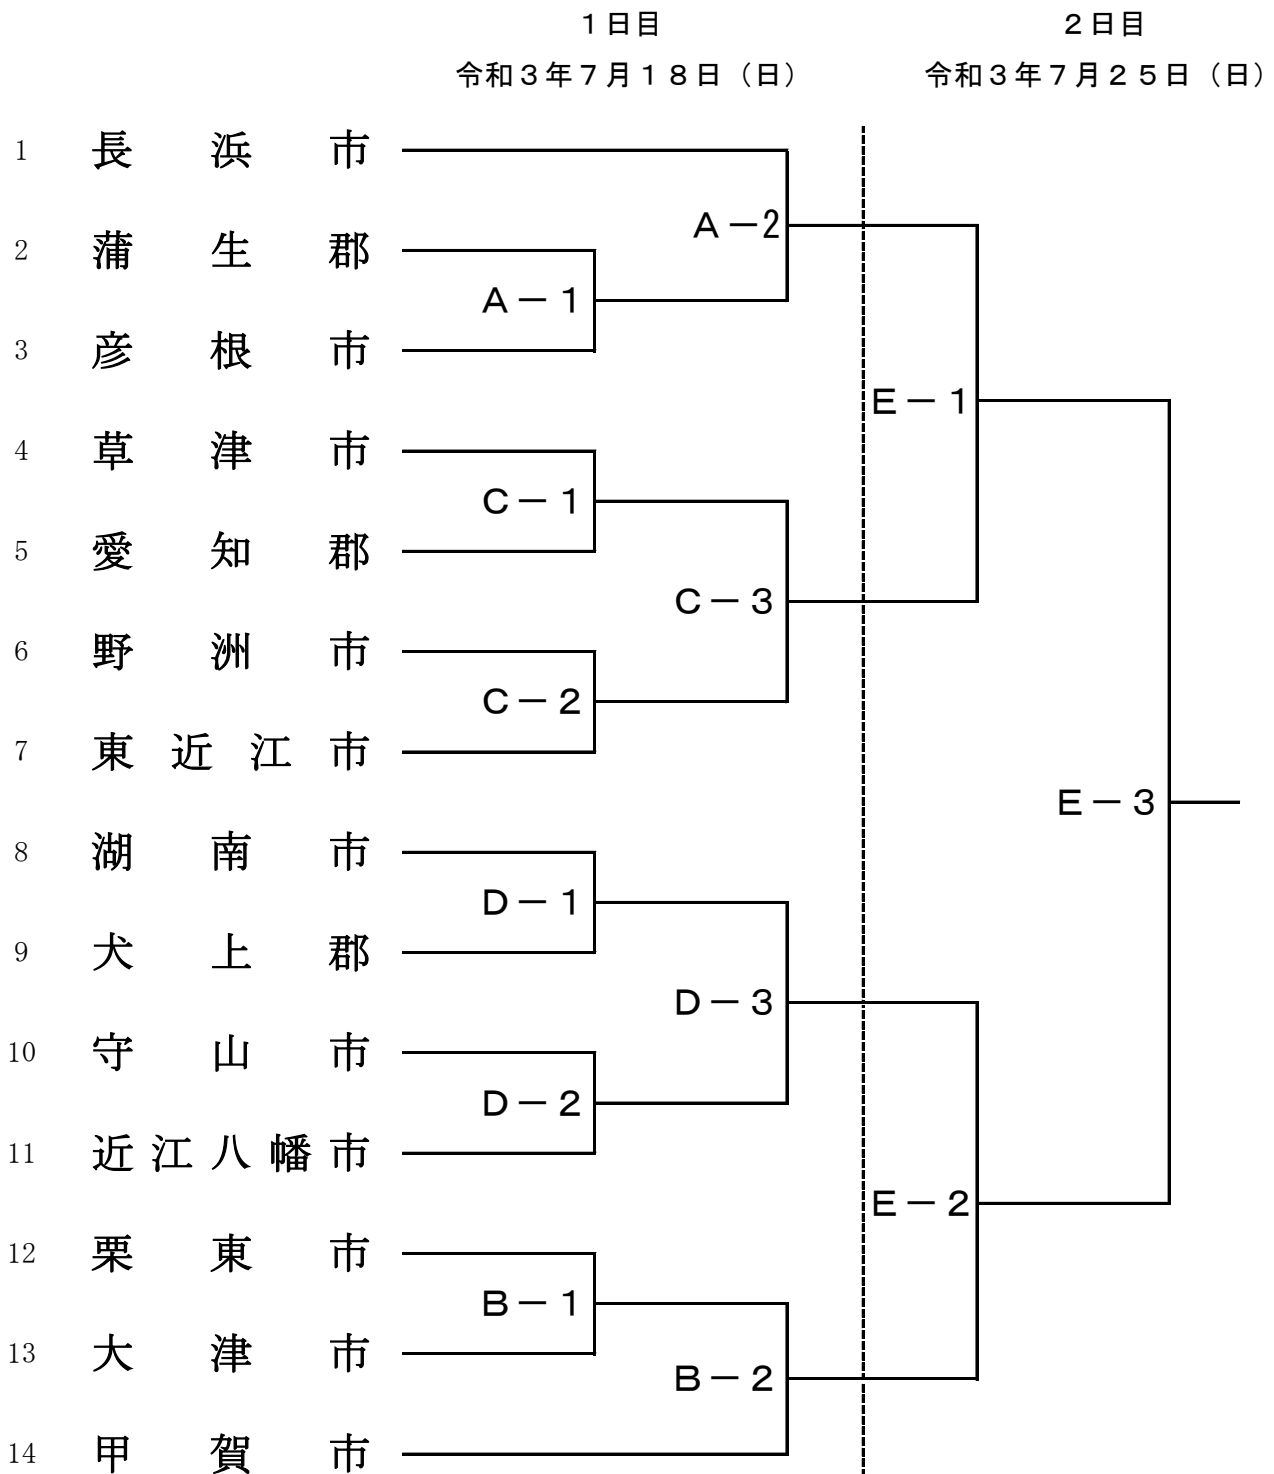 １日目　２日目
令和３年７月１８日（日）　令和３年７月２５日（日）
1 長浜市
A－2
2 蒲生郡
A－１
3 彦根市
E－１
4 草津市
C－１
5 愛知郡
C－３
6 野洲市
C－２
7 東近江市
E－３
8 湖南市
D－１
9 犬上郡
D－３
10 守山市
D－２
11 近江八幡市
E－２
12 栗東市
B－１
13 大津市
B－２
14 甲賀市